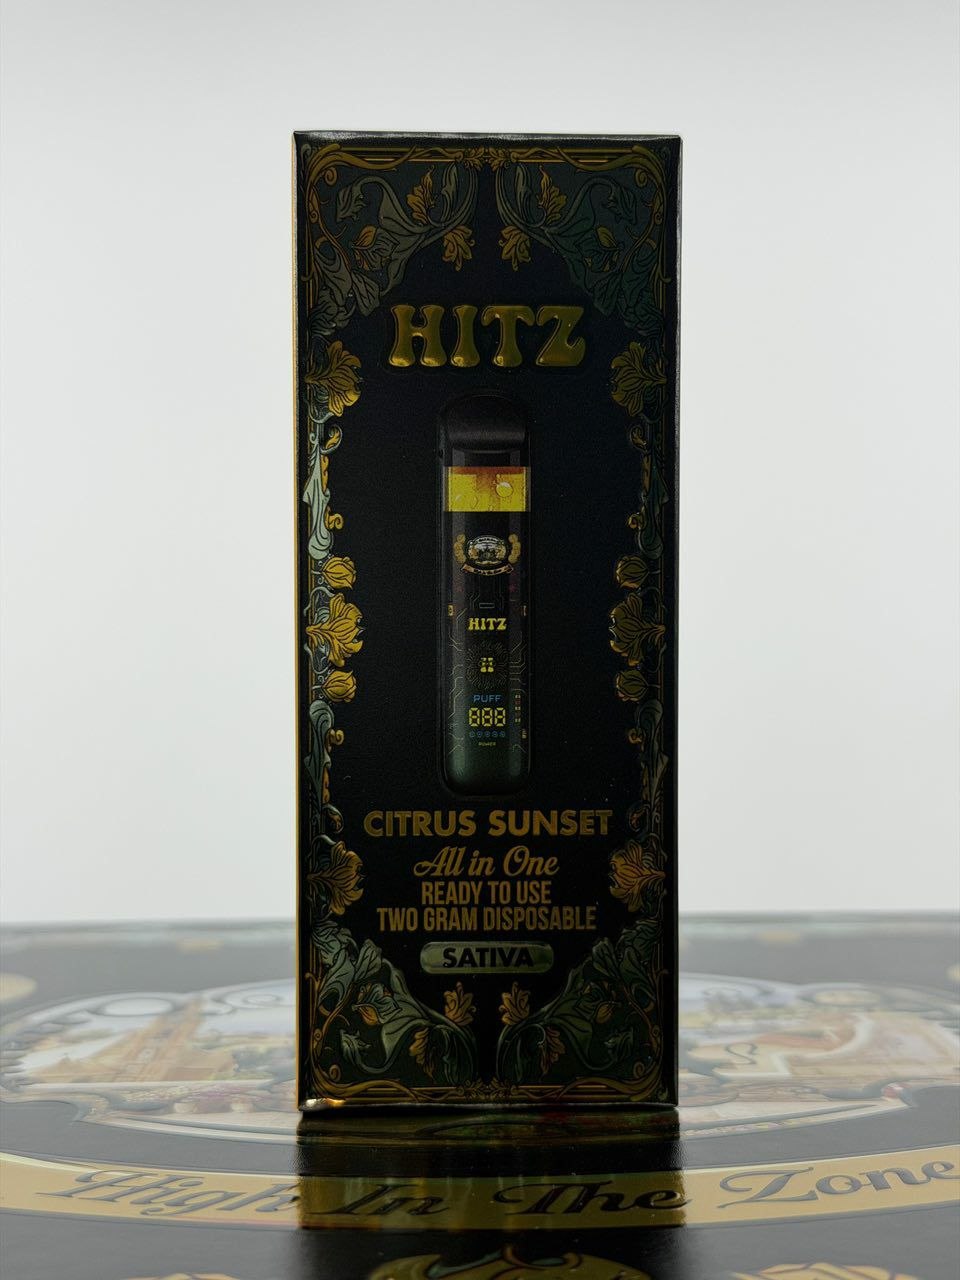 HITZ
HITZ
PUFF
888
POWER
CITRUS SUNSET
All in One
READY TO USE
TWO GRAM DISPOSABLE
SATIVA
High In The Zone